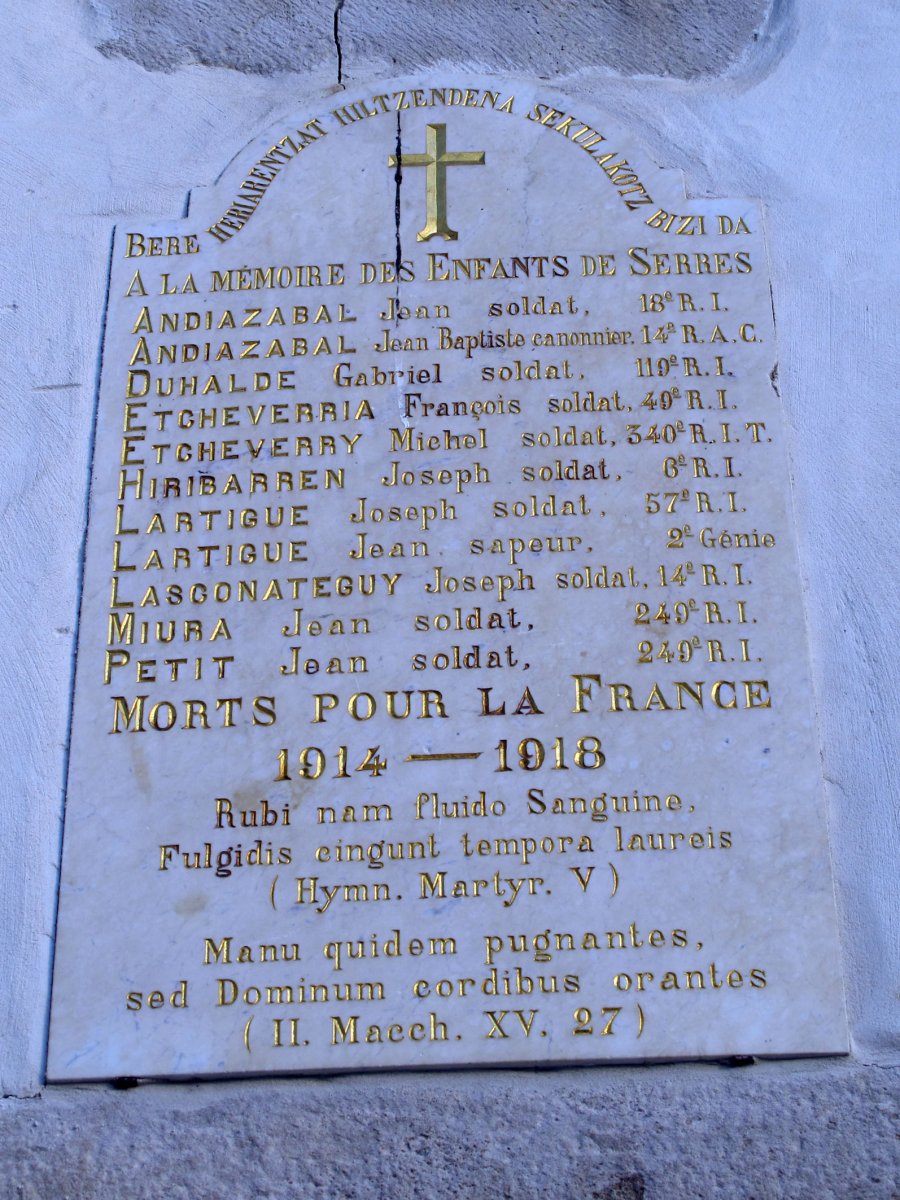 BERE HERIARENTZAT HILTZENDENA SEKULAKOTZ BIZI DA
A LA MÉMOIRE DES ENFANTS DE SERRES
ANDIAZABAL Jean soldat. 18e R. I.
ANDIAZABAL Jean Baptiste canonnier. 14e R. A. C.
DUHALDE Gabriel soldat. 119e R. I.
ETCHEVERRIA François soldat. 49e R. I.
ETCHEVERRY Michel soldat. 340e R. I. T.
HIRIBARREN Joseph soldat. 6e R. I.
LARTIGUE Joseph soldat. 57e R. I.
LARTIGUE Jean. sapeur. 2e Génie
LASCONATEGUY Joseph soldat. 14e R. I.
MIURA Jean soldat. 249e R. I.
PETIT Jean soldat. 249e R. I.
MORTS POUR LA FRANCE
1914 — 1918
Rubi nam fluido Sanguine,
Fulgidis cingunt tempora laureis
(Hymn. Martyr. V)
Manu quidem pugnantes,
sed Dominum cordibus orantes
(II. Macch. XV. 27)